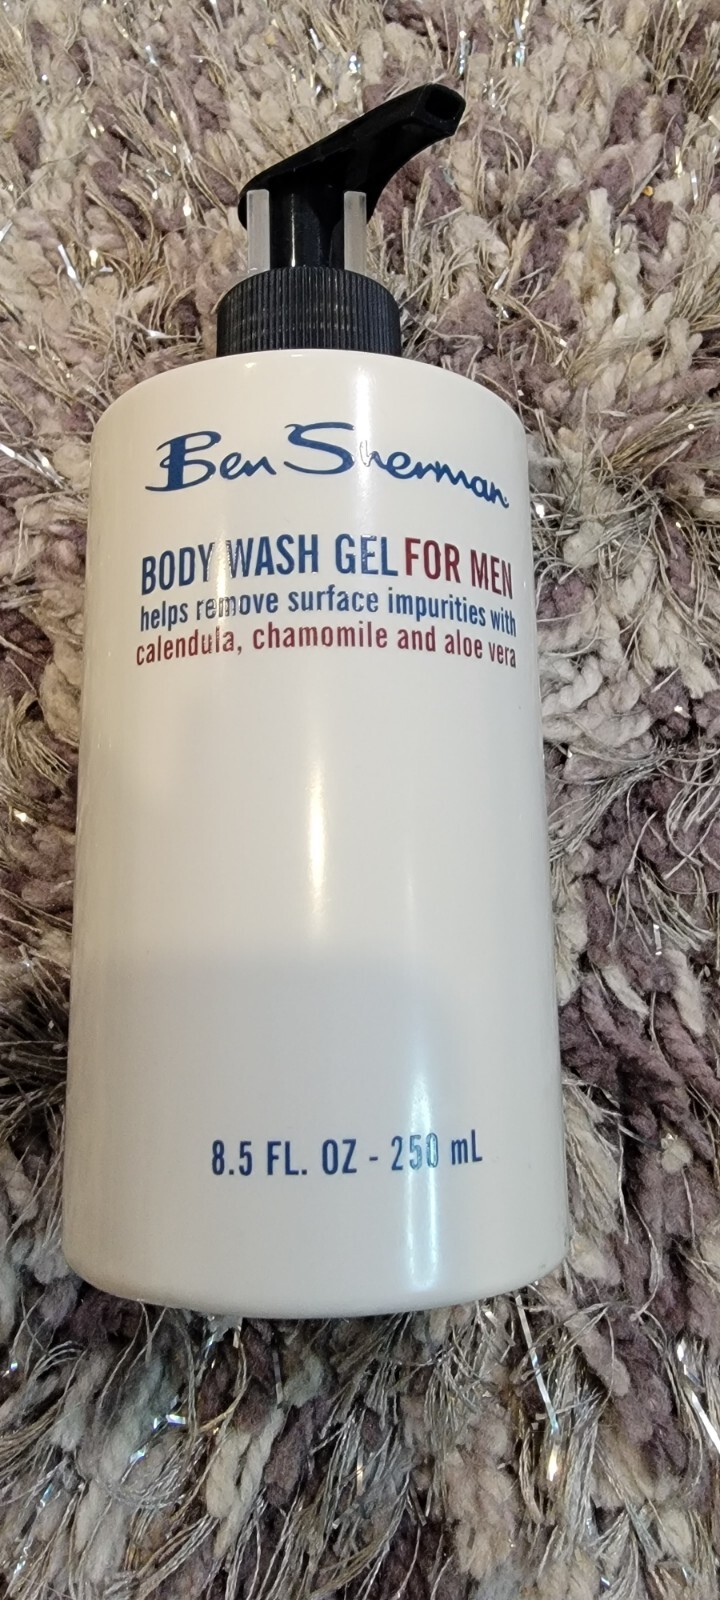 Ben Sherman
BODY WASH GEL FOR MEN
helps remove surface impurities with
calendula, chamomile and aloe vera
8.5 FL. OZ - 250 mL